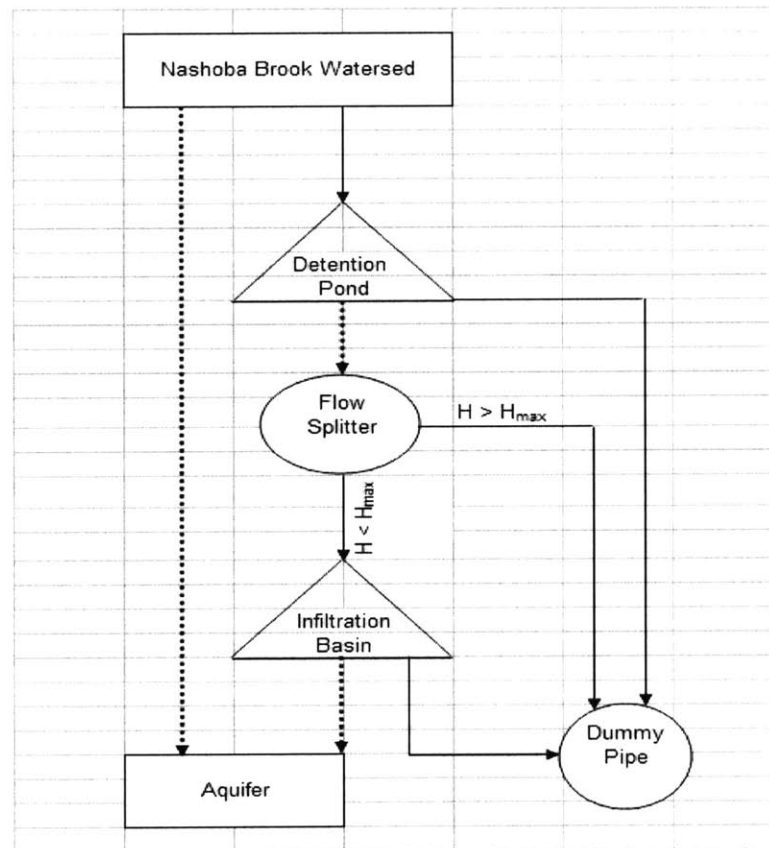 Nashoba Brook Watersed
Detention
Pond
Flow
Splitter
H > Hmax
H < Hmax
Infiltration
Basin
Dummy
Pipe
Aquifer